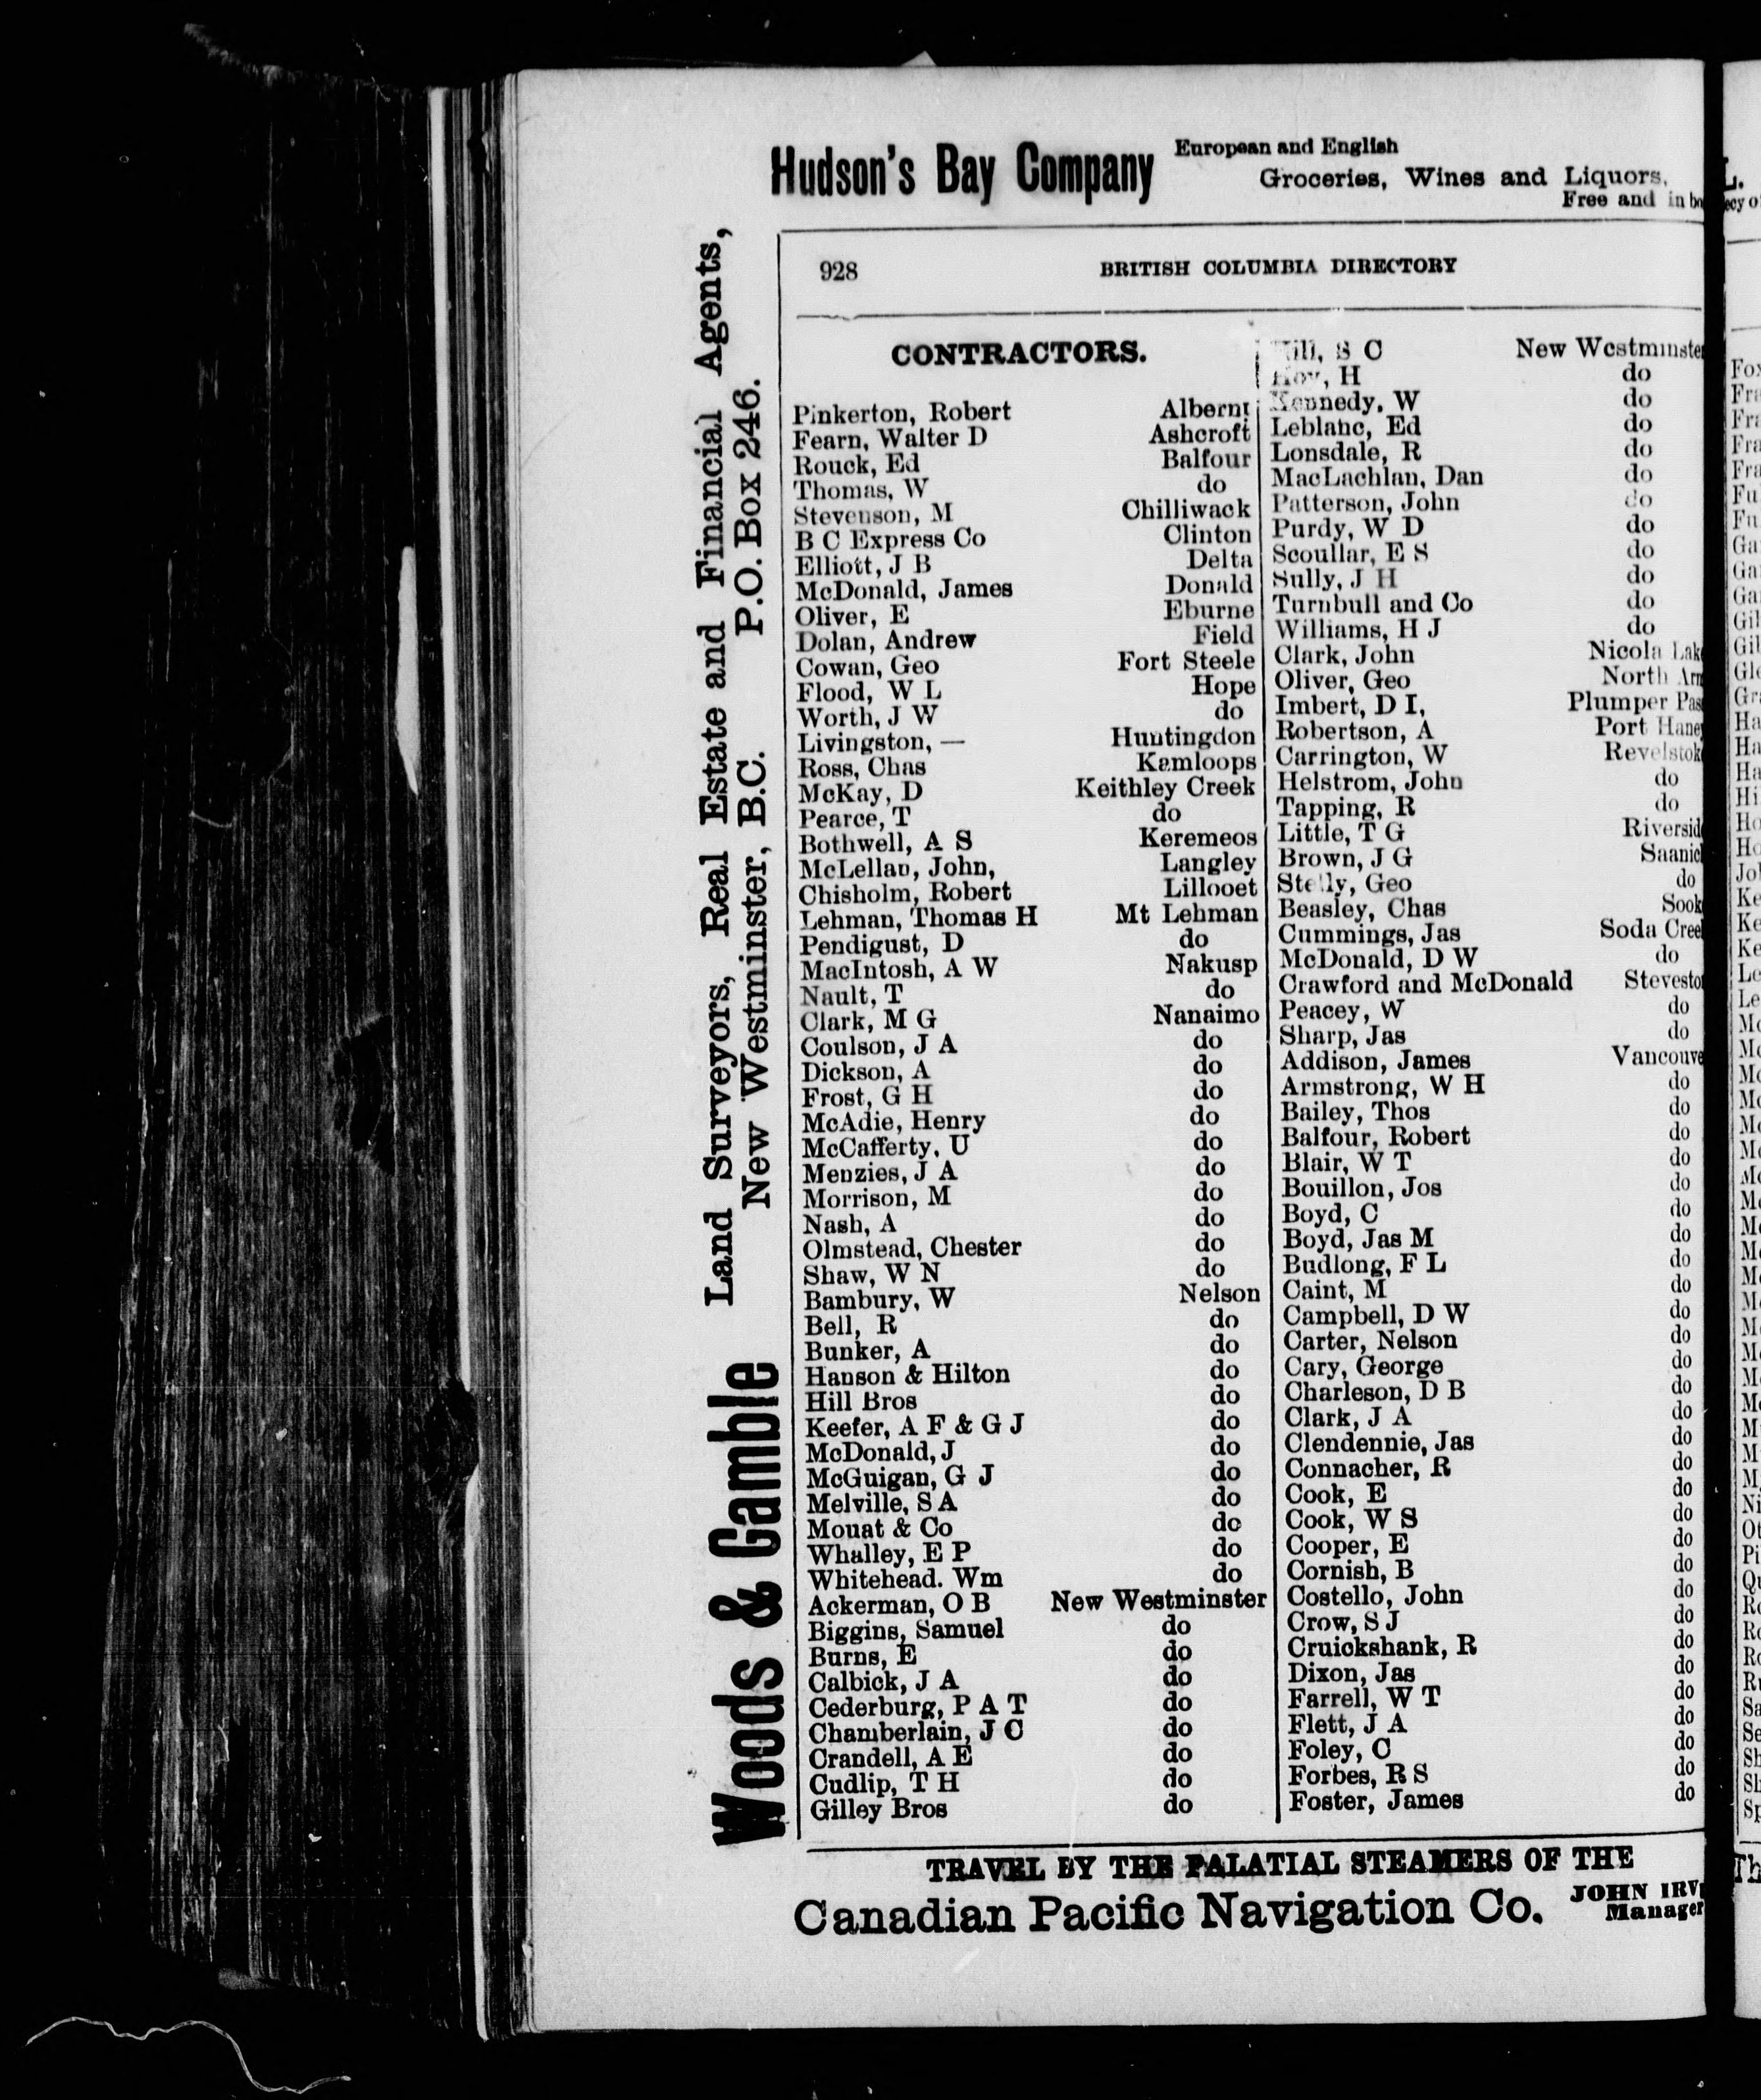 Hudson's Bay Company
European and English
Groceries, Wines and Liquors,
Free and in
928 BRITISH COLUMBIA DIRECTORY
CONTRACTORS.
Pinkerton, Robert Alberni
Fearn, Walter D Ashcroft
Rouck, Ed Balfour
Thomas, W do
Stevenson, M Chilliwack
B C Express Co Clinton
Elliott, J B Delta
McDonald, James Donald
Oliver, E Eburne
Dolan, Andrew Field
Cowan, Geo Fort Steele
Flood, W L Hope
Worth, J W do
Livingston, — Huntingdon
Ross, Chas Kamloops
McKay, D Keithley Creek
Pearce, T do
Bothwell, A S Keremeos
McLellan, John, Langley
Chisholm, Robert Lillooet
Lehman, Thomas H Mt Lehman
Pendigust, D do
MacIntosh, A W Nakusp
Nault, T do
Clark, M G Nanaimo
Coulson, J A do
Dickson, A do
Frost, G H do
McAdie, Henry do
McCafferty, U do
Menzies, J A do
Morrison, M do
Nash, A do
Olmstead, Chester do
Shaw, W N do
Bambury, W Nelson
Bell, R do
Bunker, A do
Hanson & Hilton do
Hill Bros do
Keefer, A F & G J do
McDonald, J do
McGuigan, G J do
Melville, S A do
Mouat & Co do
Whalley, E P do
Whitehead. Wm do
Ackerman, O B New Westminster
Biggins, Samuel do
Burns, E do
Calbick, J A do
Cederburg, P A T do
Chamberlain, J C do
Crandell, A E do
Cudlip, T H do
Gilley Bros do
S C New Westminster
H do
Kennedy, W do
Leblanc, Ed do
Lonsdale, R do
MacLachlan, Dan do
Patterson, John do
Purdy, W D do
Scoullar, E S do
Sully, J H do
Turnbull and Co do
Williams, H J do
Clark, John Nicola Lak
Oliver, Geo North Arm
Imbert, D I, Plumper Pas
Robertson, A Port Haney
Carrington, W Revelstok
Helstrom, John do
Tapping, R do
Little, T G Riversid
Brown, J G Saanic
Stelly, Geo do
Beasley, Chas Sook
Cummings, Jas Soda Cree
McDonald, D W do
Crawford and McDonald Stevesto
Peacey, W do
Sharp, Jas do
Addison, James Vancouve
Armstrong, W H do
Bailey, Thos do
Balfour, Robert do
Blair, W T do
Bouillon, Jos do
Boyd, C do
Boyd, Jas M do
Budlong, F L do
Caint, M do
Campbell, D W do
Carter, Nelson do
Cary, George do
Charleson, D B do
Clark, J A do
Clendennie, Jas do
Connacher, R do
Cook, E do
Cook, W S do
Cooper, E do
Cornish, B do
Costello, John do
Crow, S J do
Cruickshank, R do
Dixon, Jas do
Farrell, W T do
Flett, J A do
Foley, C do
Forbes, R S do
Foster, James do
Woods & Gamble
Land Surveyors, Real Estate and Financial Agents,
New Westminster, B.C. P.O. Box 246.
TRAVEL BY THE PALATIAL STEAMERS OF THE
Canadian Pacific Navigation Co.
JOHN IRV
Manager